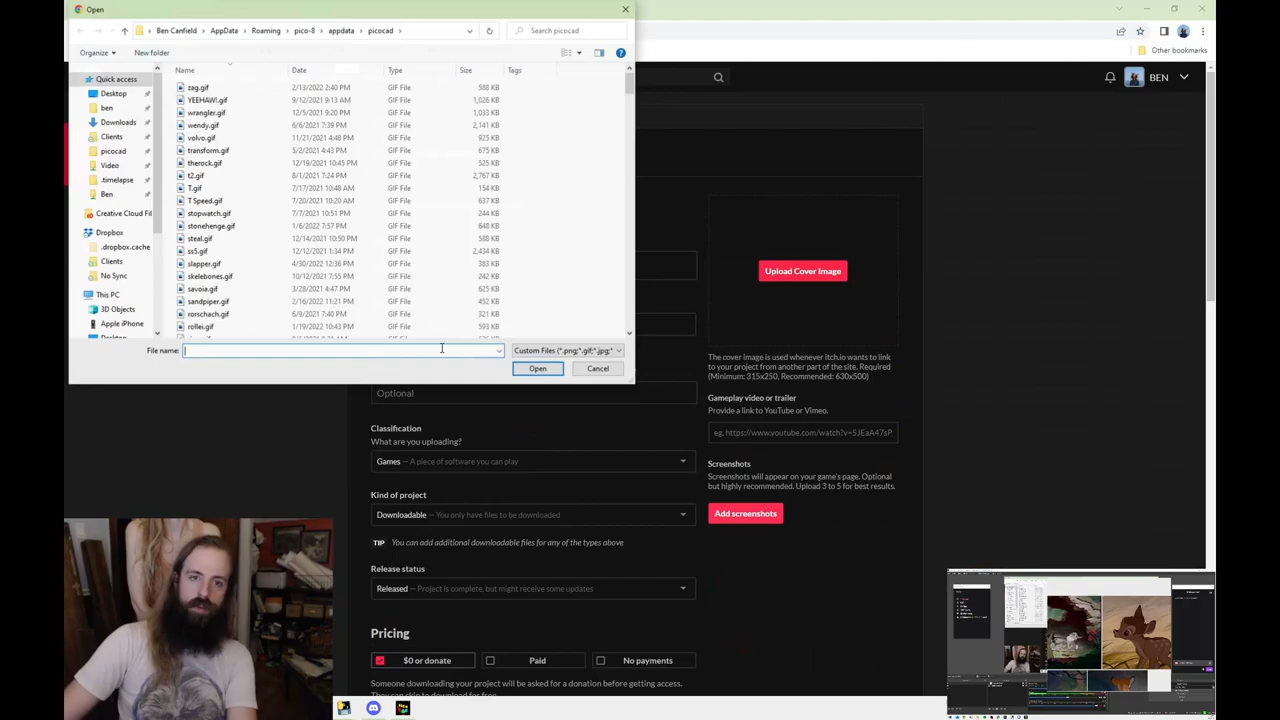 Open
Ben Canfield › AppData › Roaming › pico-8 › appdata › picocad ›
Search picocad
Organize
New folder
Other bookmarks
BEN
Name Date Type Size Tags
Quick access
Desktop
ben
Downloads
Clients
picocad
Video
.timelapse
Ben
Creative Cloud Fil
Dropbox
.dropbox.cache
Clients
No Sync
This PC
3D Objects
Apple iPhone
Desktop
zag.gif 2/13/2022 2:40 PM GIF File 588 KB
YEEHAW!.gif 9/12/2021 9:13 AM GIF File 1,026 KB
wrangler.gif 12/5/2021 9:20 PM GIF File 1,033 KB
wendy.gif 6/6/2021 7:39 PM GIF File 2,141 KB
volvo.gif 11/21/2021 4:48 PM GIF File 925 KB
transform.gif 5/2/2021 4:43 PM GIF File 675 KB
therock.gif 12/19/2021 10:45 PM GIF File 525 KB
t2.gif 8/1/2021 7:24 PM GIF File 2,767 KB
T.gif 7/17/2021 10:48 AM GIF File 154 KB
T Speed.gif 7/20/2021 10:20 AM GIF File 637 KB
stopwatch.gif 7/7/2021 10:51 PM GIF File 244 KB
stonehenge.gif 1/6/2022 7:57 PM GIF File 648 KB
steal.gif 12/14/2021 10:50 PM GIF File 588 KB
ss5.gif 12/12/2021 1:34 PM GIF File 2,434 KB
slapper.gif 4/30/2022 12:36 PM GIF File 383 KB
skelebones.gif 10/12/2021 7:55 PM GIF File 242 KB
savoia.gif 3/28/2021 4:47 PM GIF File 625 KB
sandpiper.gif 2/16/2022 11:21 PM GIF File 452 KB
rorschach.gif 6/9/2021 7:40 PM GIF File 321 KB
rollei.gif 1/19/2022 10:43 PM GIF File 593 KB
File name:
Custom Files (*.png;*.gif;*.jpg;*
Open
Cancel
Optional
Classification
What are you uploading?
Games — A piece of software you can play
Kind of project
Downloadable — You only have files to be downloaded
TIP You can add additional downloadable files for any of the types above
Release status
Released — Project is complete, but might receive some updates
Pricing
$0 or donate
Paid
No payments
Someone downloading your project will be asked for a donation before getting access.
They can skip to download for free.
Upload Cover Image
The cover image is used whenever itch.io wants to link to your
project from another part of the site. Required
(Minimum: 315x250, Recommended: 630x500)
Gameplay video or trailer
Provide a link to YouTube or Vimeo.
eg. https://www.youtube.com/watch?v=5JEaA47sP
Screenshots
Screenshots will appear on your game's page. Optional
but highly recommended. Upload 3 to 5 for best results.
Add screenshots